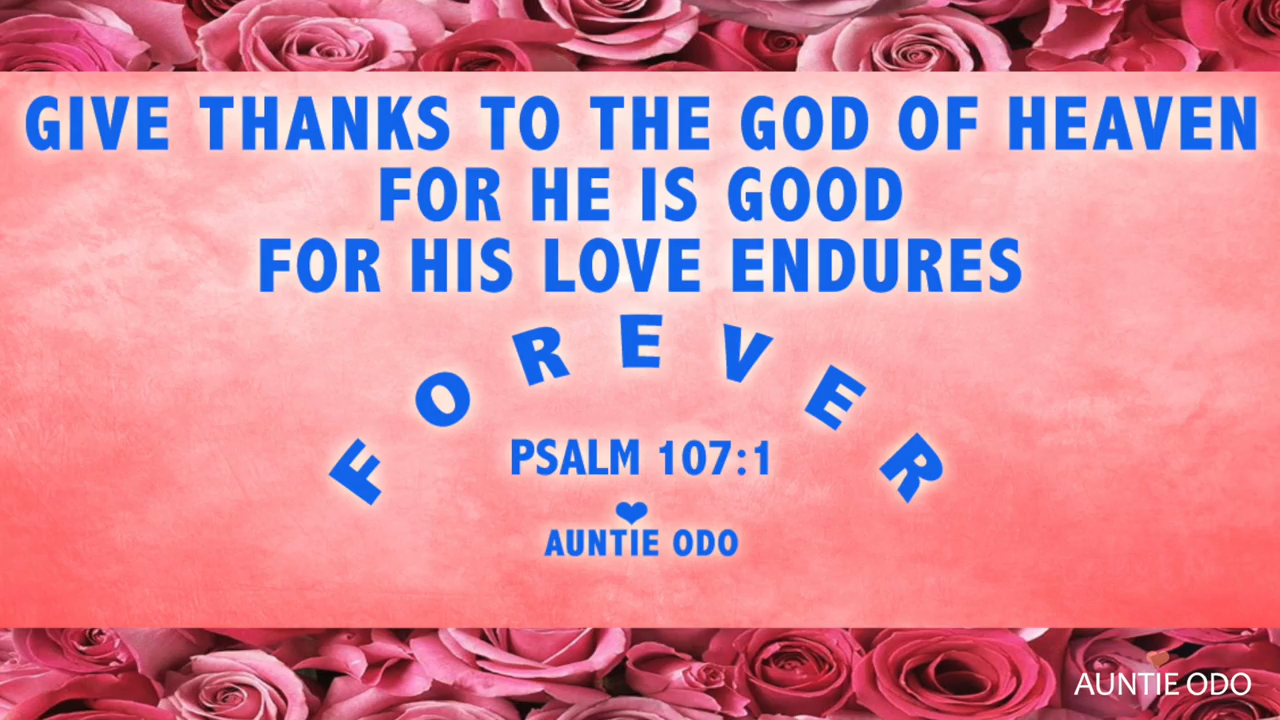 GIVE THANKS TO THE GOD OF HEAVEN
FOR HE IS GOOD
FOR HIS LOVE ENDURES
FOREVER
PSALM 107:1
❤
AUNTIE ODO
AUNTIE ODO